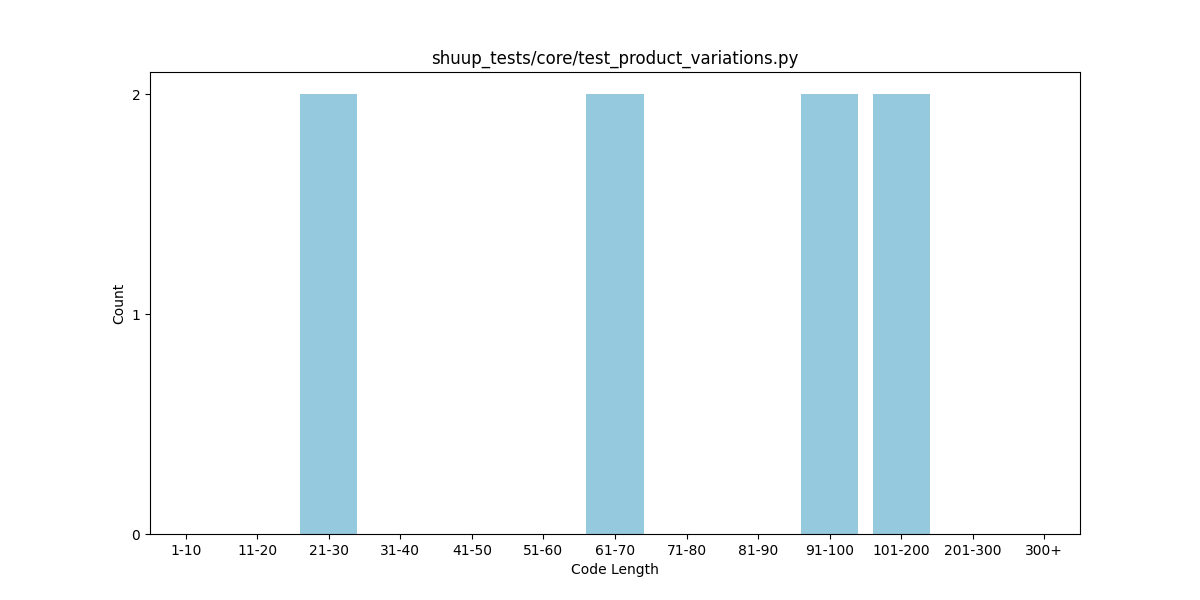 shuup_tests/core/test_product_variations.py
2
1
0
Count
1-10 11-20 21-30 31-40 41-50 51-60 61-70 71-80 81-90 91-100 101-200 201-300 300+
Code Length